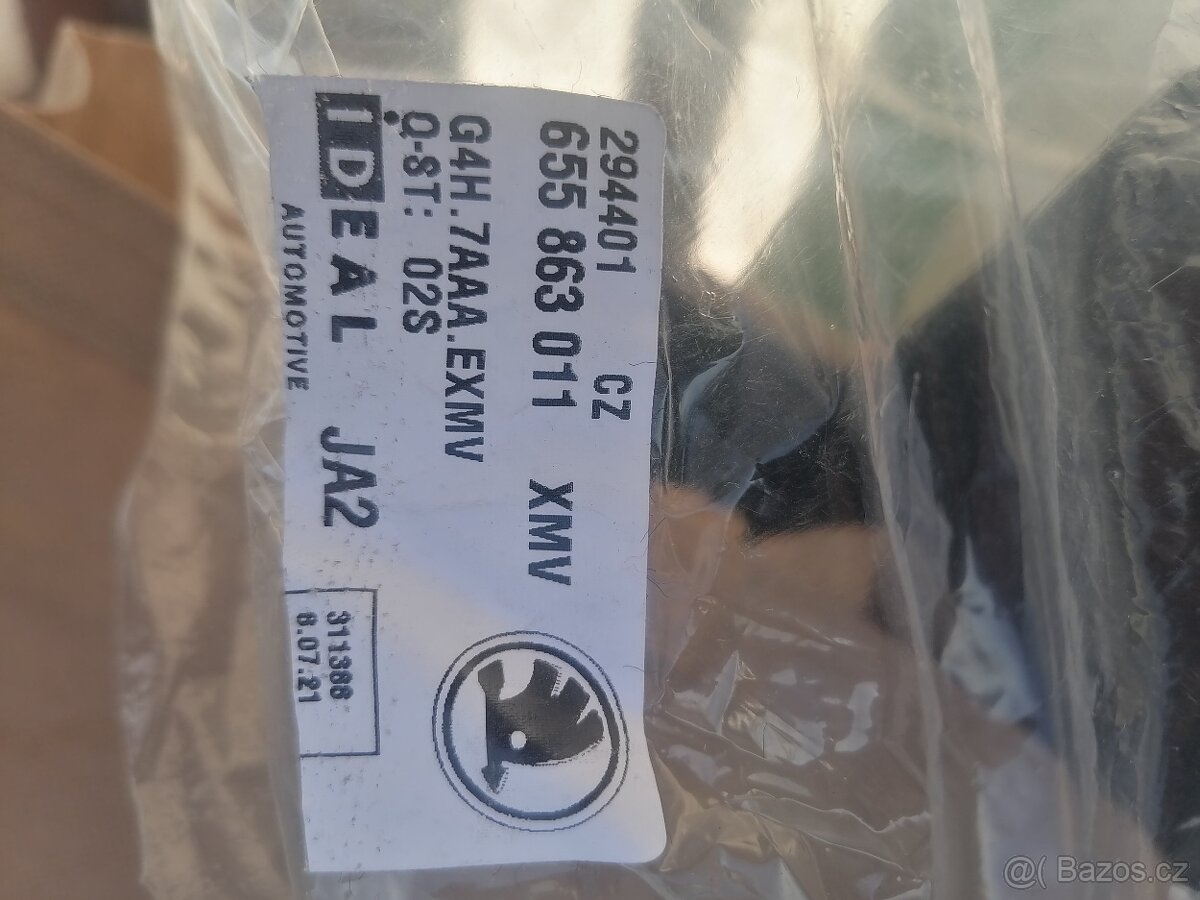 294401 CZ
655 863 011 XMV
G4H.7AAA.EXMV
Q-ST: 02S
IDEAL JA2
AUTOMOTIVE
311386
6.07.21
@( Bazos.cz